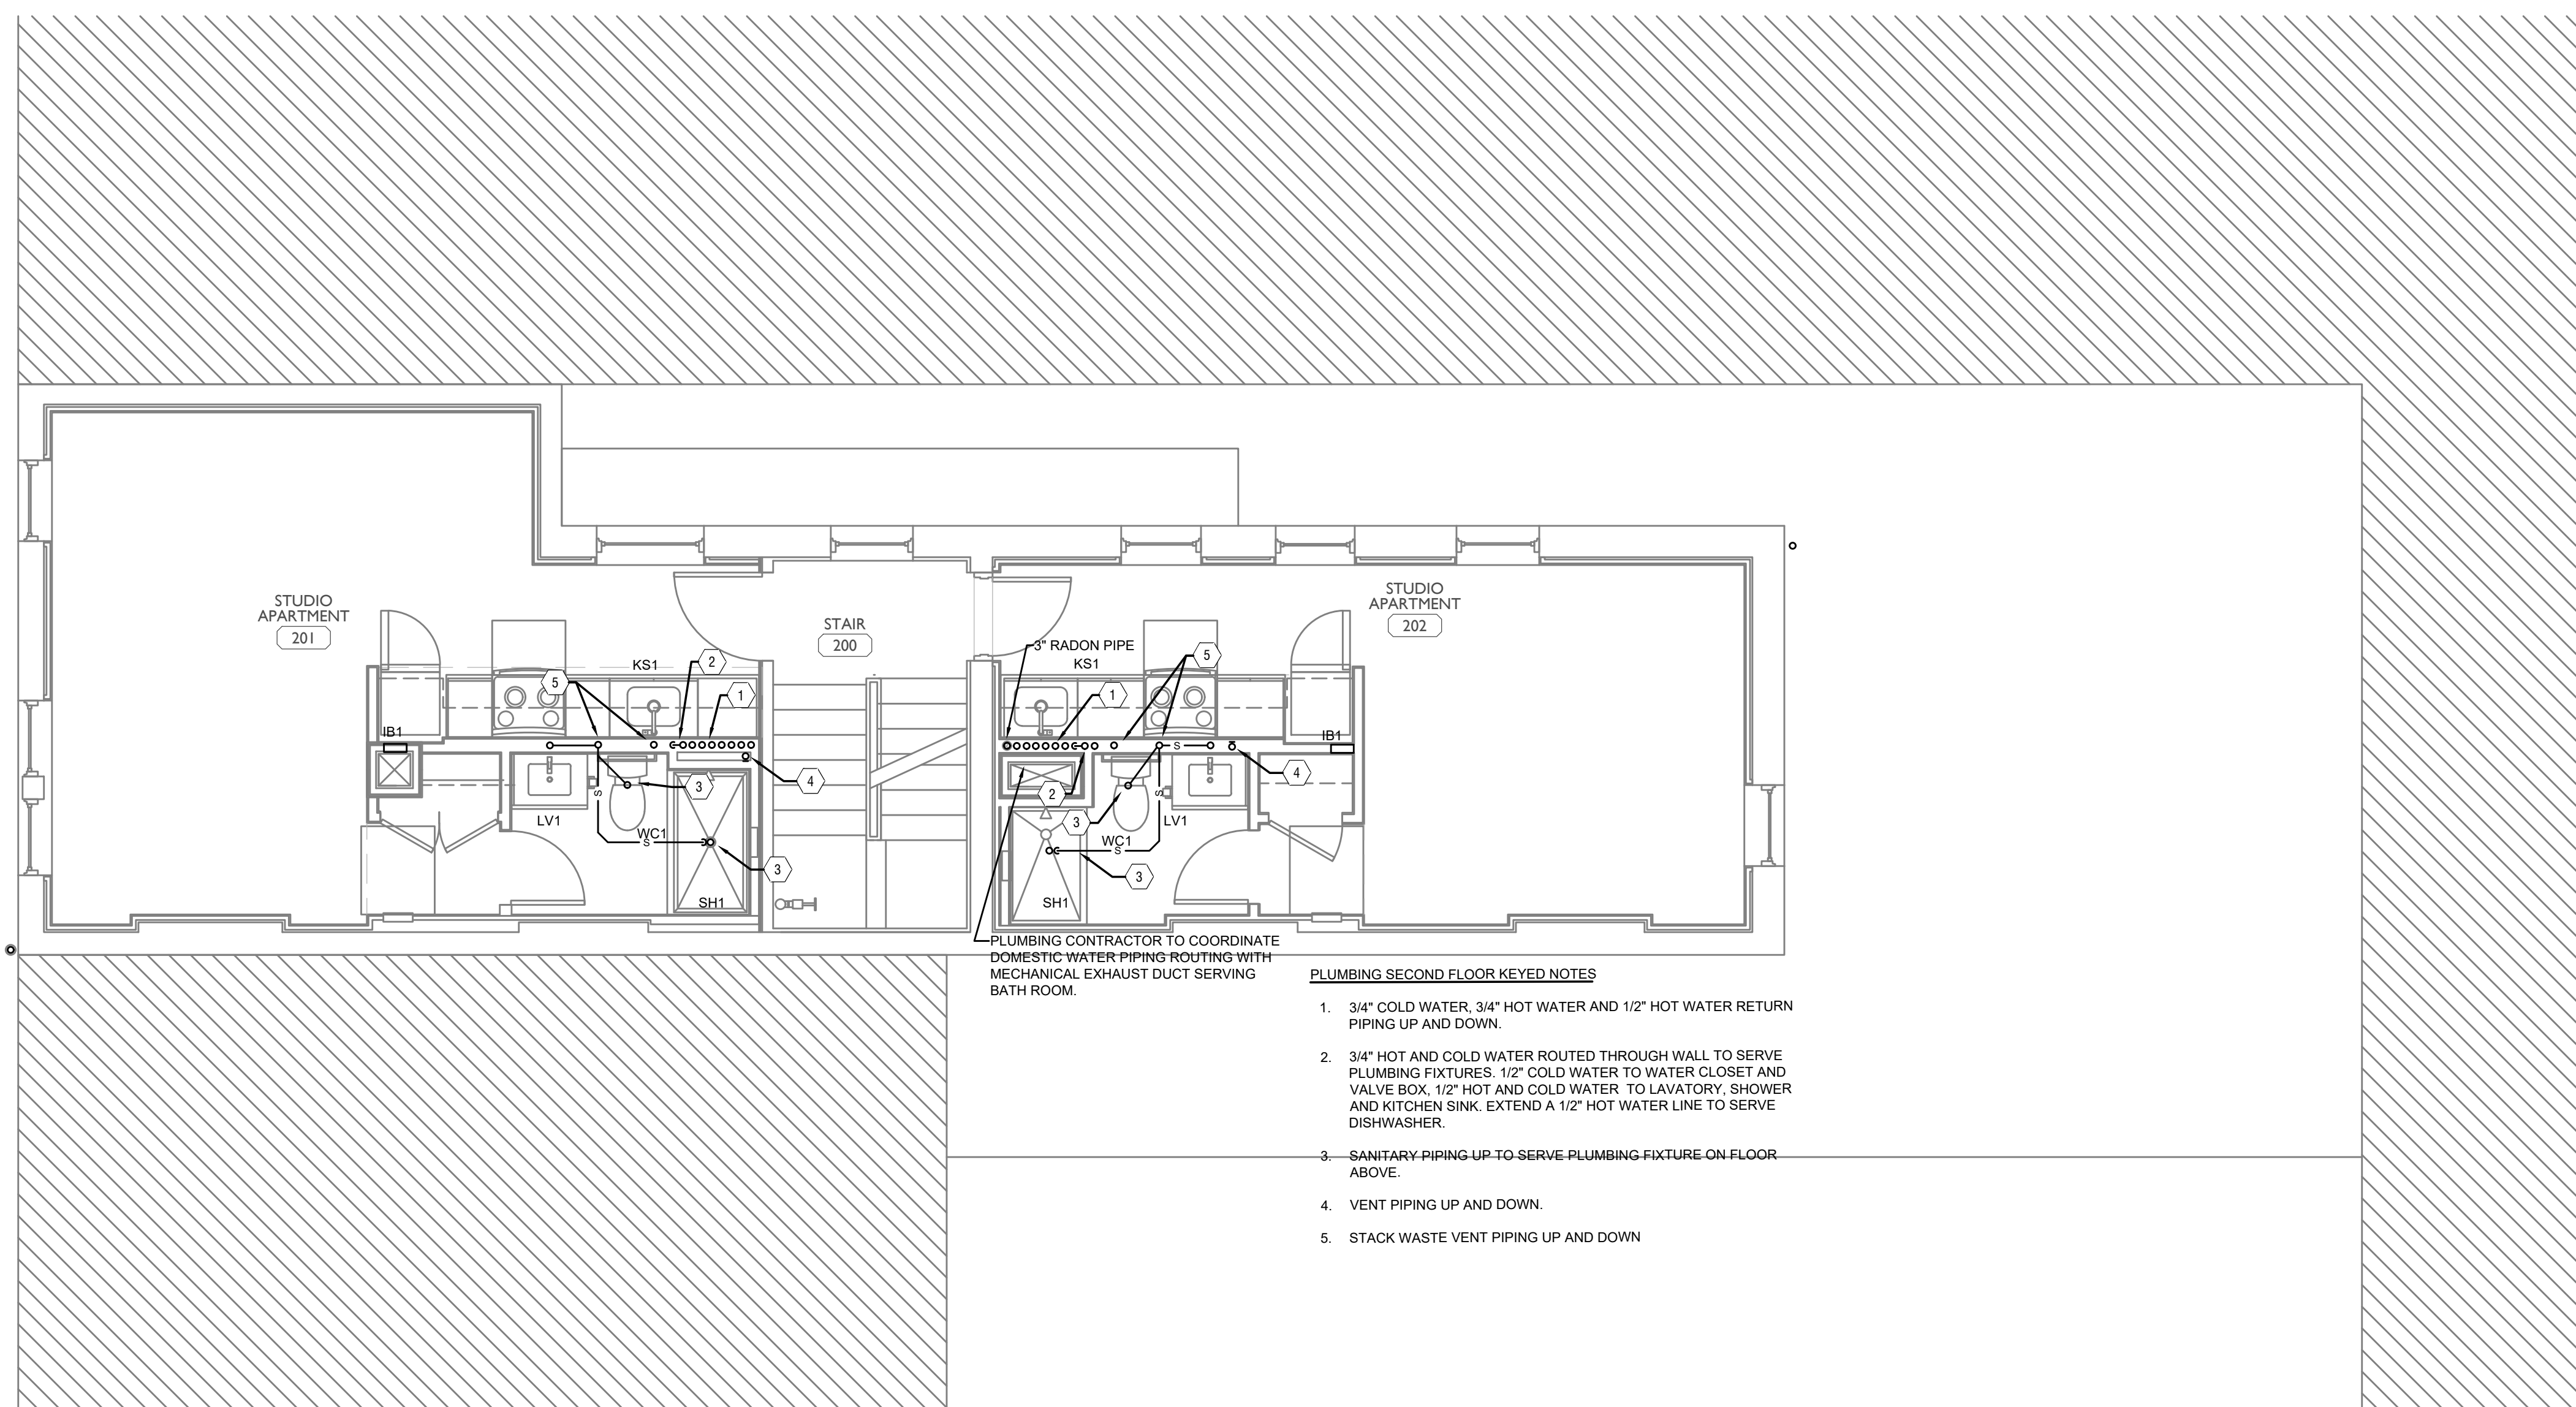 STUDIO
APARTMENT
201
STAIR
200
STUDIO
APARTMENT
202
3" RADON PIPE
KS1
2
5
1
KS1
5
1
IB1
IB1
4
4
3
2
S
S
S
LV1
WC1
S
3
3
LV1
WC1
S
3
SH1
SH1
PLUMBING CONTRACTOR TO COORDINATE
DOMESTIC WATER PIPING ROUTING WITH
MECHANICAL EXHAUST DUCT SERVING
BATH ROOM.
PLUMBING SECOND FLOOR KEYED NOTES
1. 3/4" COLD WATER, 3/4" HOT WATER AND 1/2" HOT WATER RETURN
PIPING UP AND DOWN.
2. 3/4" HOT AND COLD WATER ROUTED THROUGH WALL TO SERVE
PLUMBING FIXTURES. 1/2" COLD WATER TO WATER CLOSET AND
VALVE BOX, 1/2" HOT AND COLD WATER TO LAVATORY, SHOWER
AND KITCHEN SINK. EXTEND A 1/2" HOT WATER LINE TO SERVE
DISHWASHER.
3. SANITARY PIPING UP TO SERVE PLUMBING FIXTURE ON FLOOR
ABOVE.
4. VENT PIPING UP AND DOWN.
5. STACK WASTE VENT PIPING UP AND DOWN